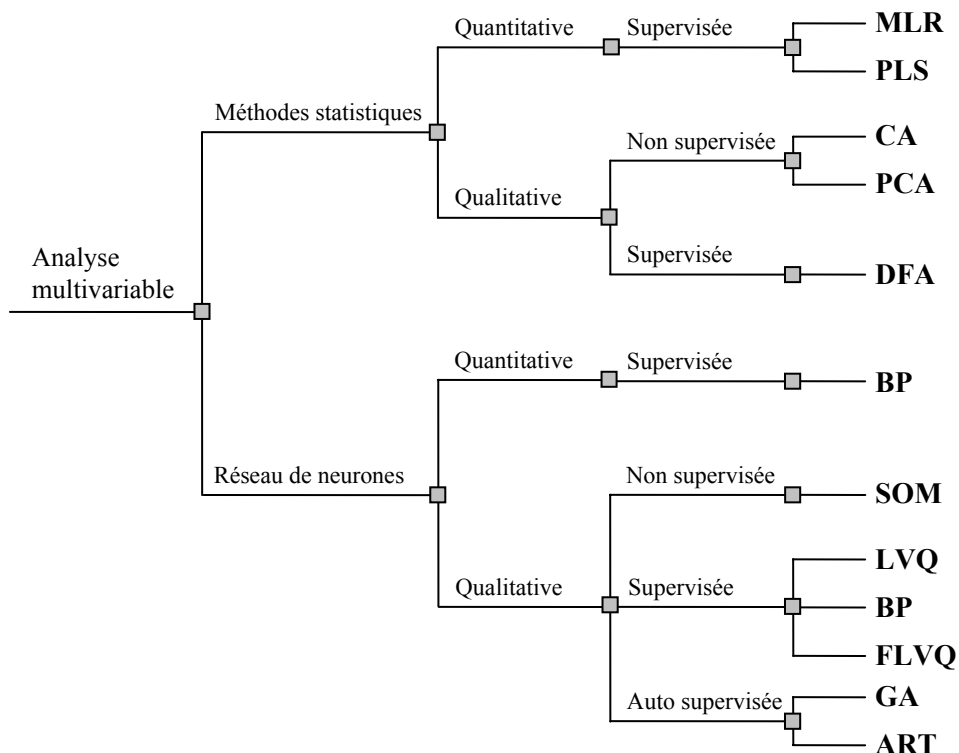 Analyse
multivariable
Méthodes statistiques
Quantitative
Supervisée
MLR
PLS
Qualitative
Non supervisée
CA
PCA
Supervisée
DFA
Réseau de neurones
Quantitative
Supervisée
BP
Qualitative
Non supervisée
SOM
Supervisée
LVQ
BP
FLVQ
Auto supervisée
GA
ART